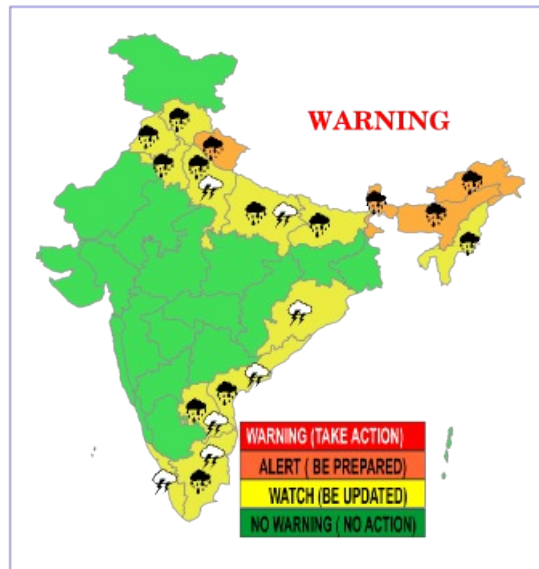 WARNING
WARNING (TAKE ACTION)
ALERT ( BE PREPARED)
WATCH (BE UPDATED)
NO WARNING ( NO ACTION)